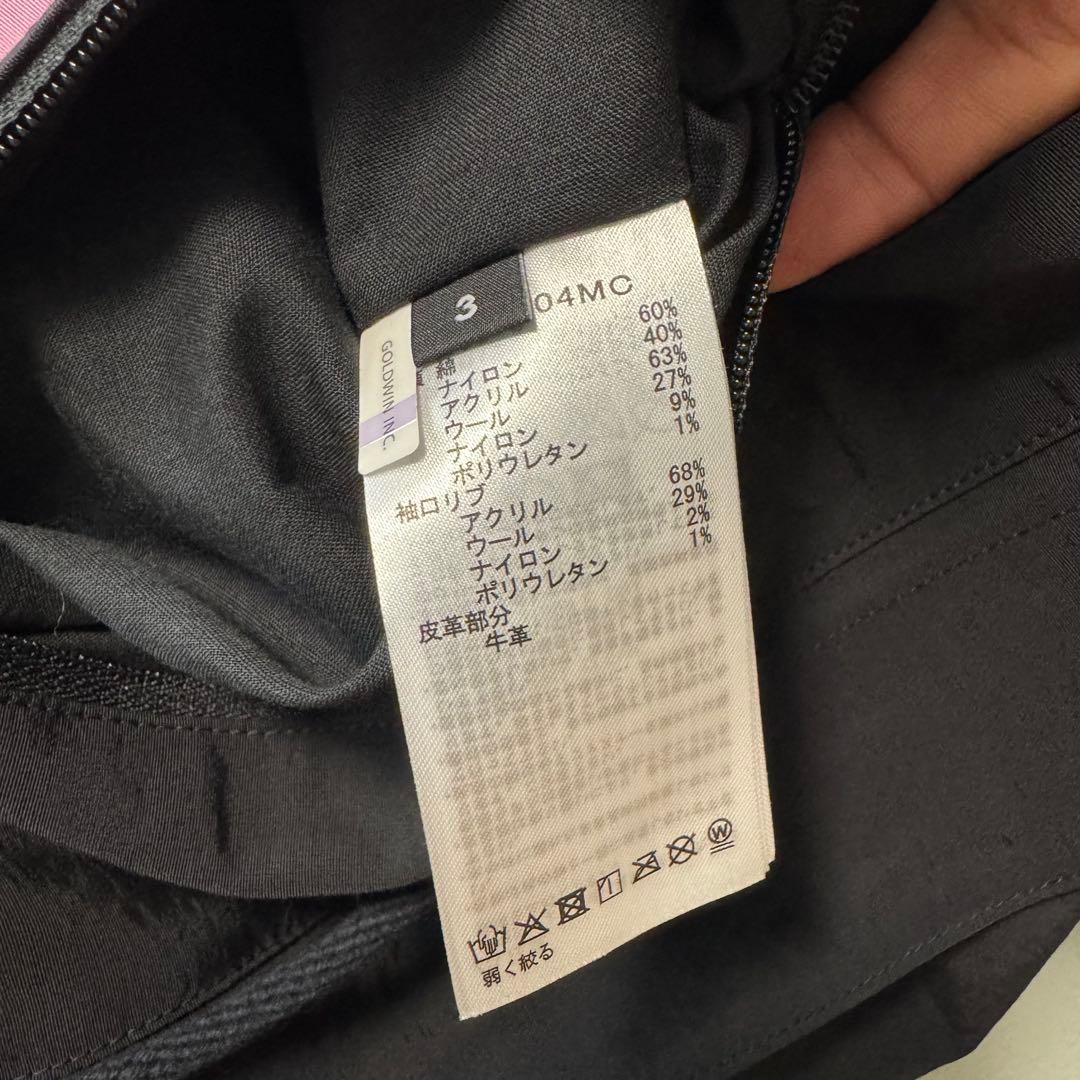 3
04MC
GOLDWIN INC.
綿 60%
ナイロン 40%
アクリル 63%
ウール 27%
ナイロン 9%
ポリウレタン 1%
袖口リブ
アクリル 68%
ウール 29%
ナイロン 2%
ポリウレタン 1%
皮革部分
牛革
W
弱く絞る